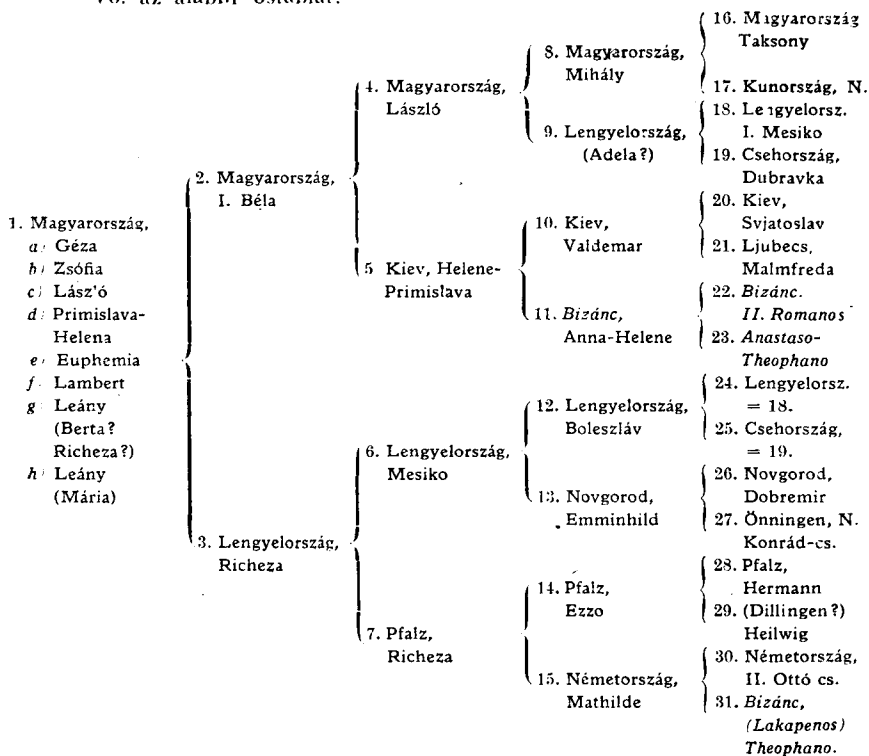 1. Magyarország,
a) Géza
b) Zsófia
c) Lász'ó
d) Primislava-
Helena
e) Euphemia
f) Lambert
g) Leány
(Berta?
Richeza?)
h) Leány
(Mária)
2. Magyarország,
I. Béla
3. Lengyelország,
Richeza
4. Magyarország,
László
5 Kiev, Helene-
Primislava
6. Lengyelország,
Mesiko
7. Pfalz,
Richeza
8. Magyarország,
Mihály
9. Lengyelország,
(Adela?)
10. Kiev,
Valdemar
11. Bizánc,
Anna-Helene
12. Lengyelország,
Boleszláv
13. Novgorod,
Emminhild
14. Pfalz,
Ezzo
15. Németország,
Mathilde
16. Magyarország
Taksony
17. Kunország, N.
18. Lengyelorsz.
I. Mesiko
19. Csehország,
Dubravka
20. Kiev,
Svjatoslav
21. Ljubecs,
Malmfreda
22. Bizánc.
II. Romanos
23. Anastaso-
Theophano
24. Lengyelorsz.
= 18.
25. Csehország,
= 19.
26. Novgorod,
Dobremir
27. Önningen, N.
Konrád-cs.
28. Pfalz,
Hermann
29. (Dillingen?)
Heilwig
30. Németország,
II. Ottó cs.
31. Bizánc,
(Lakapenos)
Theophano.